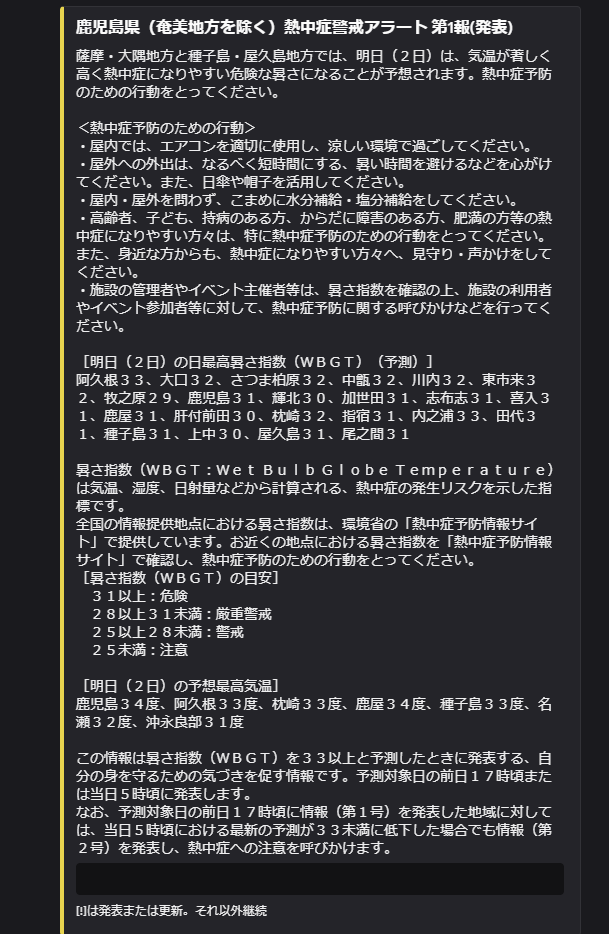 鹿児島県（奄美地方を除く）熱中症警戒アラート 第1報(発表)
薩摩・大隅地方と種子島・屋久島地方では、明日（２日）は、気温が著しく
高く熱中症になりやすい危険な暑さになることが予想されます。熱中症予防
のための行動をとってください。
＜熱中症予防のための行動＞
・屋内では、エアコンを適切に使用し、涼しい環境で過ごしてください。
・屋外への外出は、なるべく短時間にする、暑い時間を避けるなどを心がけ
てください。また、日傘や帽子を活用してください。
・屋内・屋外を問わず、こまめに水分補給・塩分補給をしてください。
・高齢者、子ども、持病のある方、からだに障害のある方、肥満の方等の熱
中症になりやすい方々は、特に熱中症予防のための行動をとってください。
また、身近な方からも、熱中症になりやすい方々へ、見守り・声かけをして
ください。
・施設の管理者やイベント主催者等は、暑さ指数を確認の上、施設の利用者
やイベント参加者等に対して、熱中症予防に関する呼びかけなどを行ってく
ださい。
［明日（２日）の日最高暑さ指数（ＷＢＧＴ）（予測）］
阿久根３３、大口３２、さつま柏原３２、中甑３２、川内３２、東市来３
２、牧之原２９、鹿児島３１、輝北３０、加世田３１、志布志３１、喜入３
１、鹿屋３１、肝付前田３０、枕崎３２、指宿３１、内之浦３３、田代３
１、種子島３１、上中３０、屋久島３１、尾之間３１
暑さ指数（ＷＢＧＴ：Ｗｅｔ Ｂｕｌｂ Ｇｌｏｂｅ Ｔｅｍｐｅｒａｔｕｒｅ）
は気温、湿度、日射量などから計算される、熱中症の発生リスクを示した指
標です。
全国の情報提供地点における暑さ指数は、環境省の「熱中症予防情報サイ
ト」で提供しています。お近くの地点における暑さ指数を「熱中症予防情報
サイト」で確認し、熱中症予防のための行動をとってください。
［暑さ指数（ＷＢＧＴ）の目安］
３１以上：危険
２８以上３１未満：厳重警戒
２５以上２８未満：警戒
２５未満：注意
［明日（２日）の予想最高気温］
鹿児島３４度、阿久根３３度、枕崎３３度、鹿屋３４度、種子島３３度、名
瀬３２度、沖永良部３１度
この情報は暑さ指数（ＷＢＧＴ）を３３以上と予測したときに発表する、自
分の身を守るための気づきを促す情報です。予測対象日の前日１７時頃また
は当日５時頃に発表します。
なお、予測対象日の前日１７時頃に情報（第１号）を発表した地域に対して
は、当日５時頃における最新の予測が３３未満に低下した場合でも情報（第
２号）を発表し、熱中症への注意を呼びかけます。
[!]は発表または更新。それ以外継続